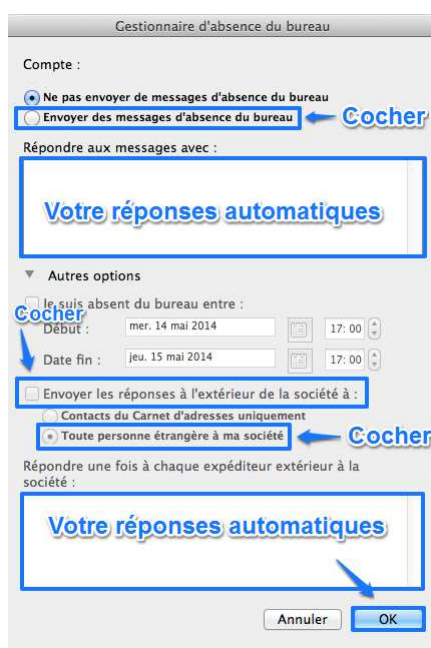 Gestionnaire d'absence du bureau
Compte :
Ne pas envoyer de messages d'absence du bureau
Envoyer des messages d'absence du bureau Cocher
Répondre aux messages avec :
Votre réponses automatiques
Autres options
Je suis absent du bureau entre :
Cocher
Début : mer. 14 mai 2014 17:00
Date fin : jeu. 15 mai 2014 17:00
Envoyer les réponses à l'extérieur de la société à :
Contacts du Carnet d'adresses uniquement
Toute personne étrangère à ma société Cocher
Répondre une fois à chaque expéditeur extérieur à la
société :
Votre réponses automatiques
Annuler OK